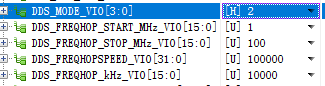 DDS_MODE_VIO[3:0] [H] 2
DDS_FREQHOP_START_MHz_VIO[15:0] [U] 1
DDS_FREQHOP_STOP_MHz_VIO[15:0] [U] 100
DDS_FREQHOPSPEED_VIO[31:0] [U] 100000
DDS_FREQHOP_kHz_VIO[15:0] [U] 10000